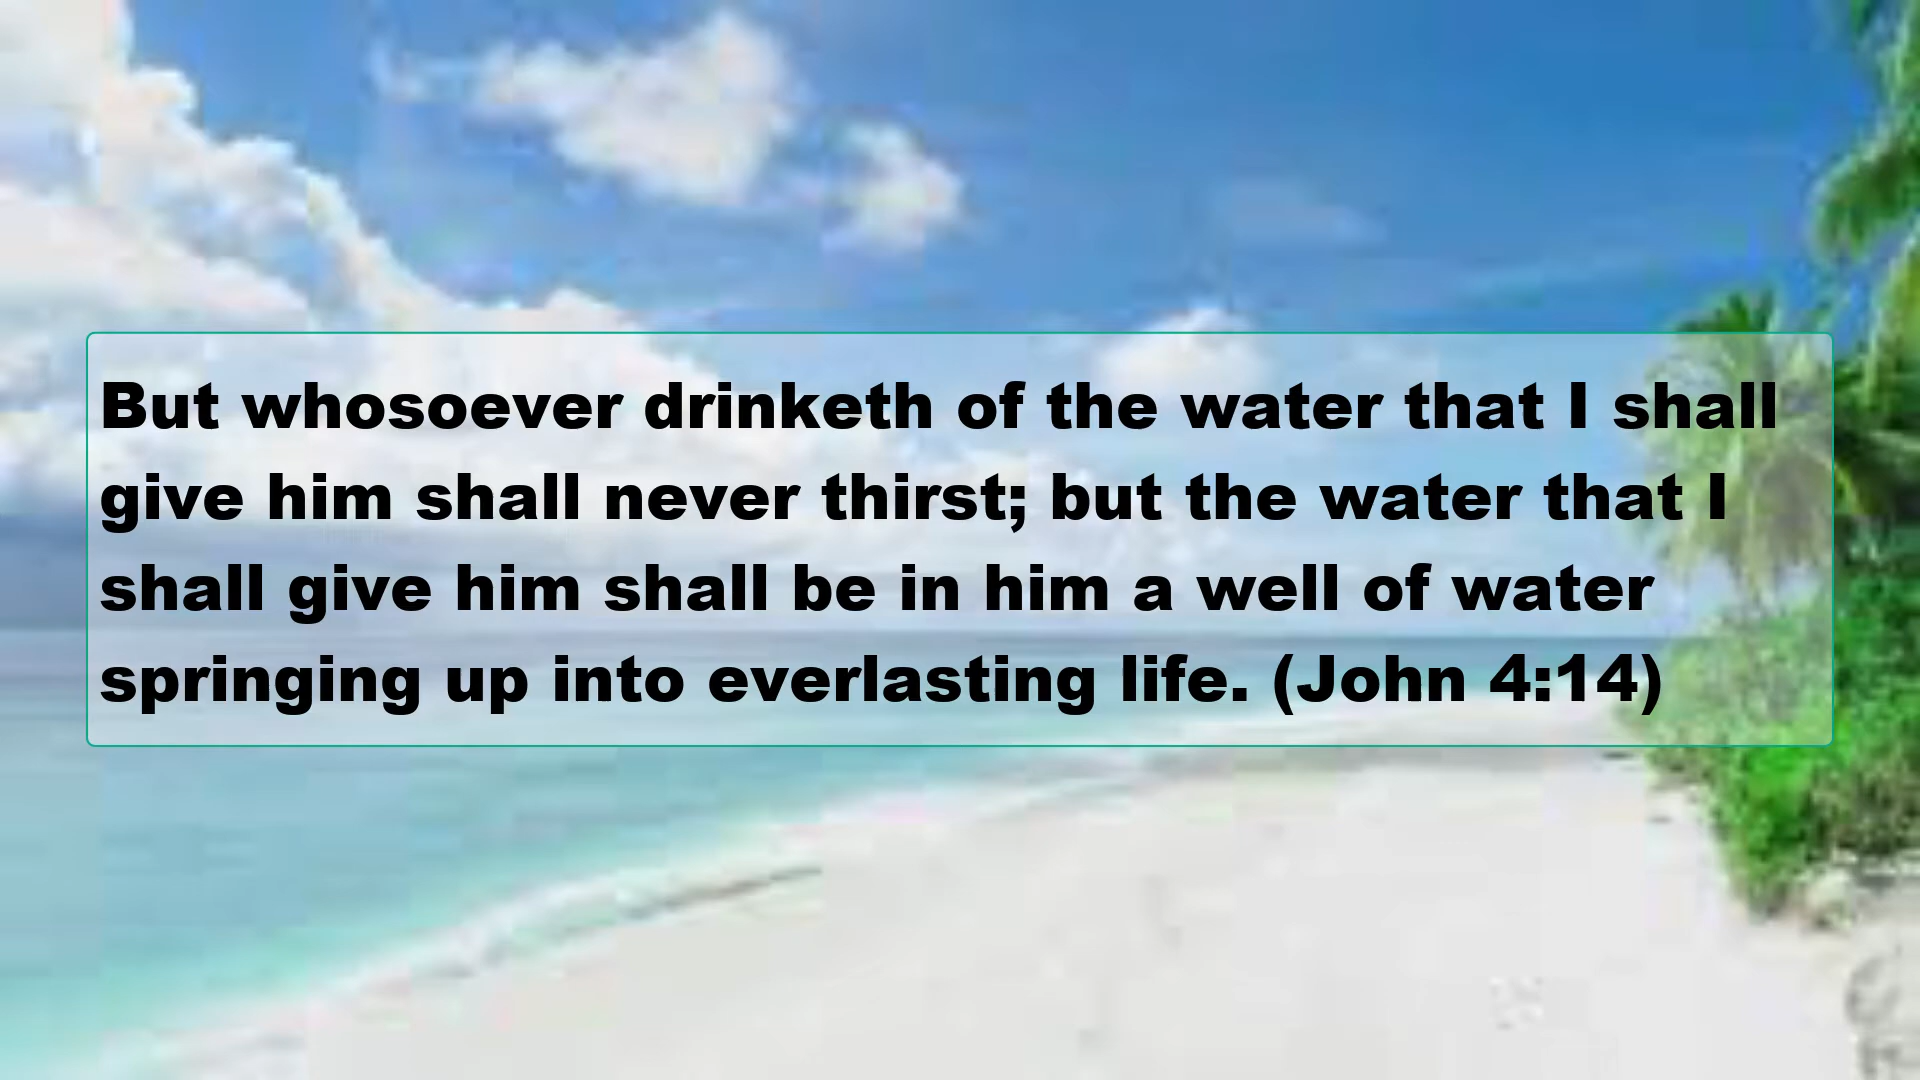 But whosoever drinketh of the water that I shall
give him shall never thirst; but the water that I
shall give him shall be in him a well of water
springing up into everlasting life. (John 4:14)